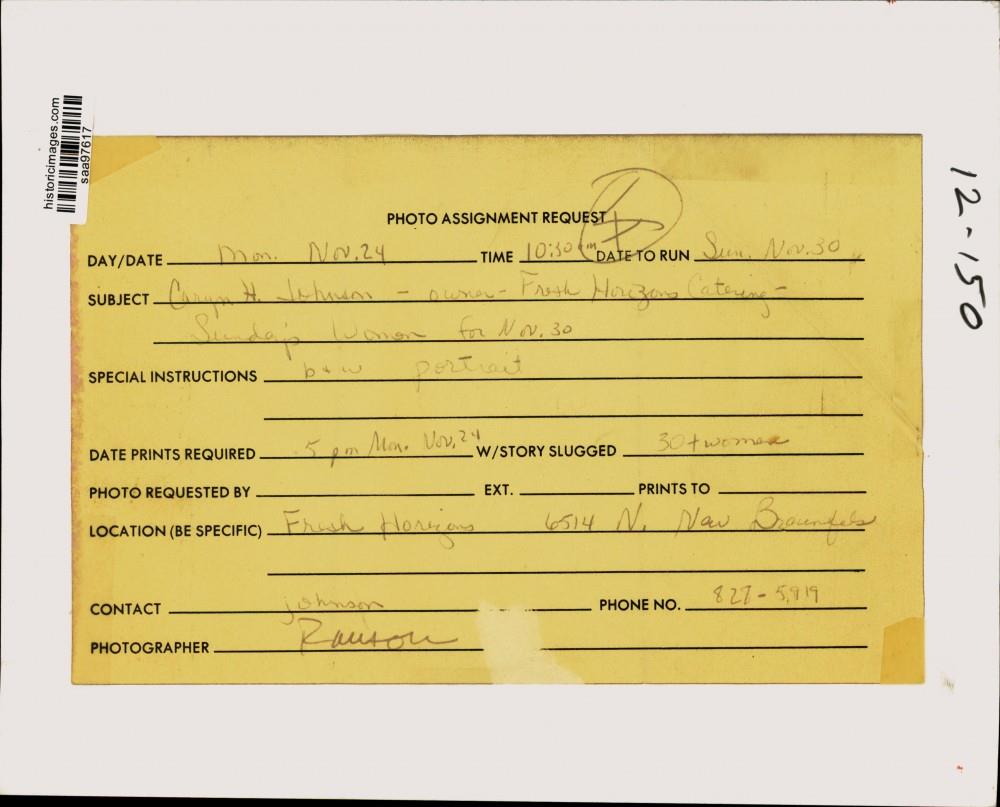 historicimages.com
saa97617
12-150
PHOTO ASSIGNMENT REQUEST
DAY/DATE Mon. Nov. 24 TIME 10:30 am DATE TO RUN Sun. Nov. 30
SUBJECT Caryn H. Johnson - owner - Fresh Horizons Catering -
Sunday's Woman for Nov. 30
SPECIAL INSTRUCTIONS b+w portrait
DATE PRINTS REQUIRED 5 pm Mon. Nov. 24 W/STORY SLUGGED 30+women
PHOTO REQUESTED BY EXT. PRINTS TO
LOCATION (BE SPECIFIC) Fresh Horizons 6514 N. New Braunfels
CONTACT johnson PHONE NO. 827-5919
PHOTOGRAPHER